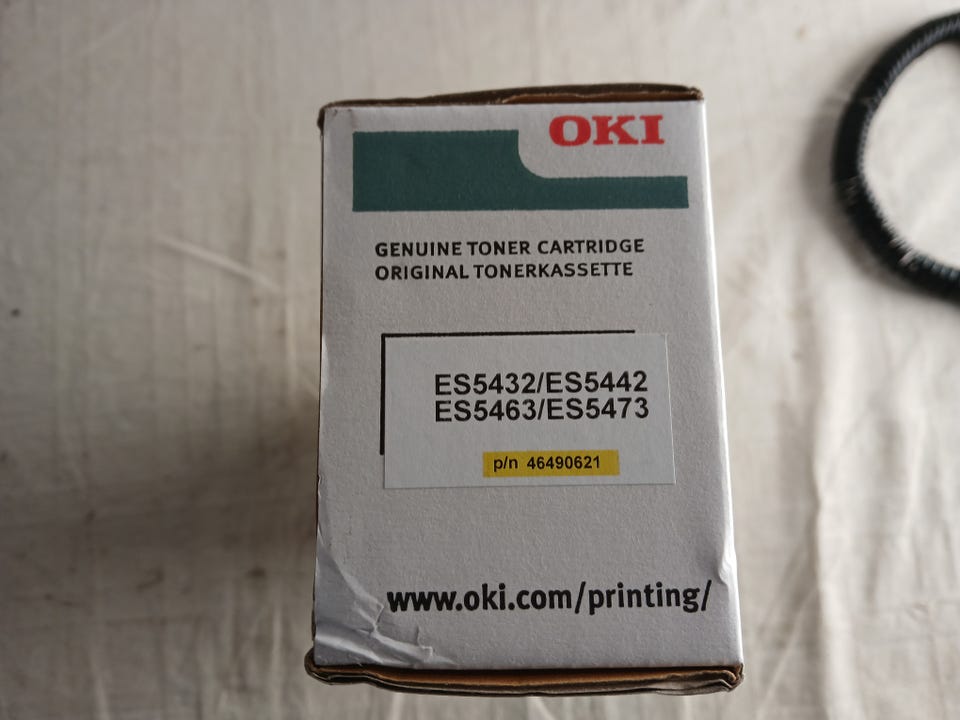 OKI
GENUINE TONER CARTRIDGE
ORIGINAL TONERKASSETTE
ES5432/ES5442
ES5463/ES5473
p/n 46490621
www.oki.com/printing/